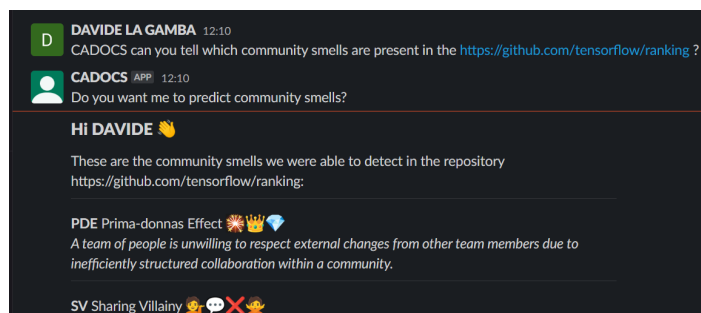 D
DAVIDE LA GAMBA 12:10
CADOCS can you tell which community smells are present in the https://github.com/tensorflow/ranking ?
CADOCS APP 12:10
Do you want me to predict community smells?
Hi DAVIDE 👋
These are the community smells we were able to detect in the repository
https://github.com/tensorflow/ranking:
PDE Prima-donnas Effect 🎇👑💎
A team of people is unwilling to respect external changes from other team members due to
inefficiently structured collaboration within a community.
SV Sharing Villainy 💁💬❌🙅